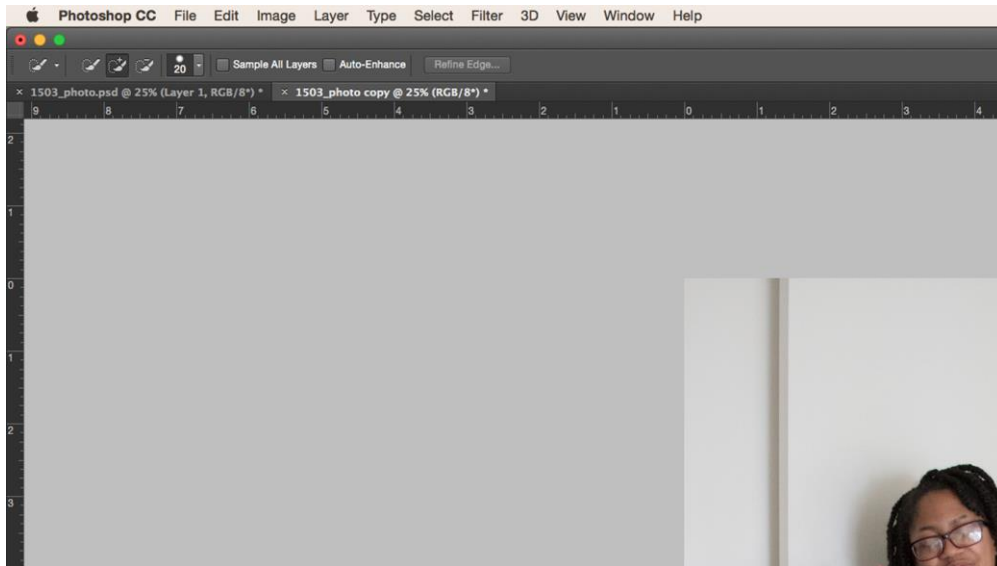 Photoshop CC File Edit Image Layer Type Select Filter 3D View Window Help
20 Sample All Layers Auto-Enhance Refine Edge...
× 1503_photo.psd @ 25% (Layer 1, RGB/8*) * × 1503_photo copy @ 25% (RGB/8*) *
9 8 7 6 5 4 3 2 1 0 1 2 3 4
2
1
0
1
2
3